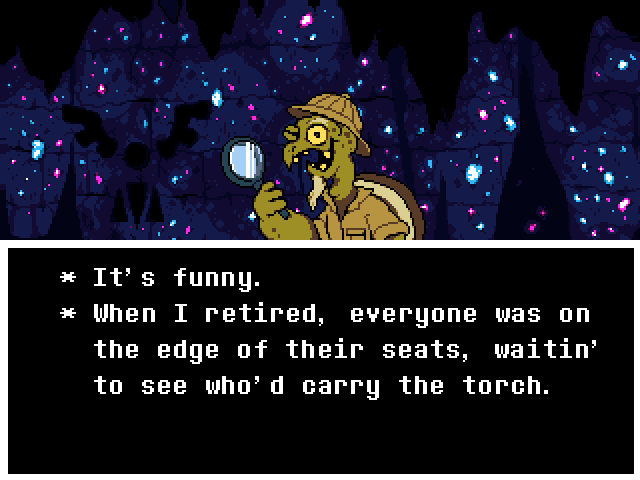 * It's funny.
* When I retired, everyone was on
the edge of their seats, waitin'
to see who'd carry the torch.